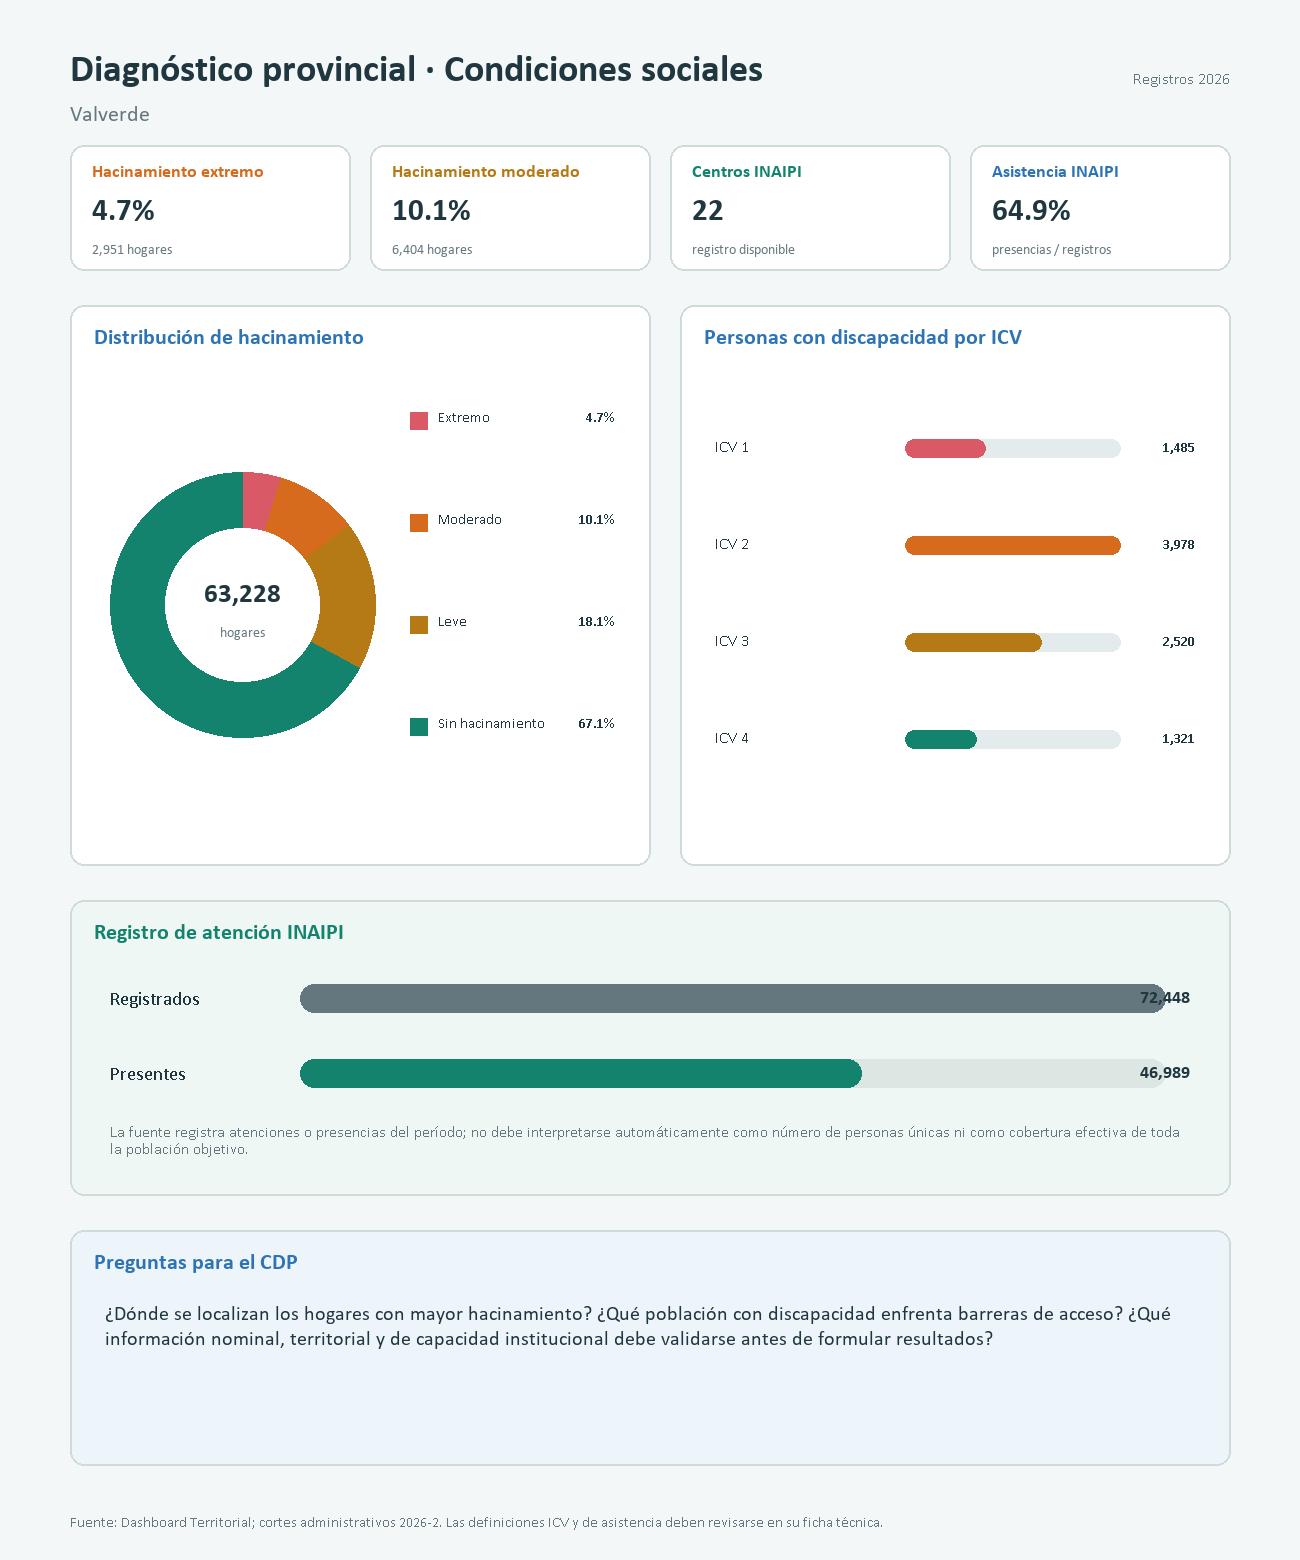 Diagnóstico provincial · Condiciones sociales
Registros 2026
Valverde
Hacinamiento extremo
4.7%
2,951 hogares
Hacinamiento moderado
10.1%
6,404 hogares
Centros INAIPI
22
registro disponible
Asistencia INAIPI
64.9%
presencias / registros
Distribución de hacinamiento
63,228
hogares
Extremo 4.7%
Moderado 10.1%
Leve 18.1%
Sin hacinamiento 67.1%
Personas con discapacidad por ICV
ICV 1 1,485
ICV 2 3,978
ICV 3 2,520
ICV 4 1,321
Registro de atención INAIPI
Registrados 72,448
Presentes 46,989
La fuente registra atenciones o presencias del período; no debe interpretarse automáticamente como número de personas únicas ni como cobertura efectiva de toda
la población objetivo.
Preguntas para el CDP
¿Dónde se localizan los hogares con mayor hacinamiento? ¿Qué población con discapacidad enfrenta barreras de acceso? ¿Qué
información nominal, territorial y de capacidad institucional debe validarse antes de formular resultados?
Fuente: Dashboard Territorial; cortes administrativos 2026-2. Las definiciones ICV y de asistencia deben revisarse en su ficha técnica.